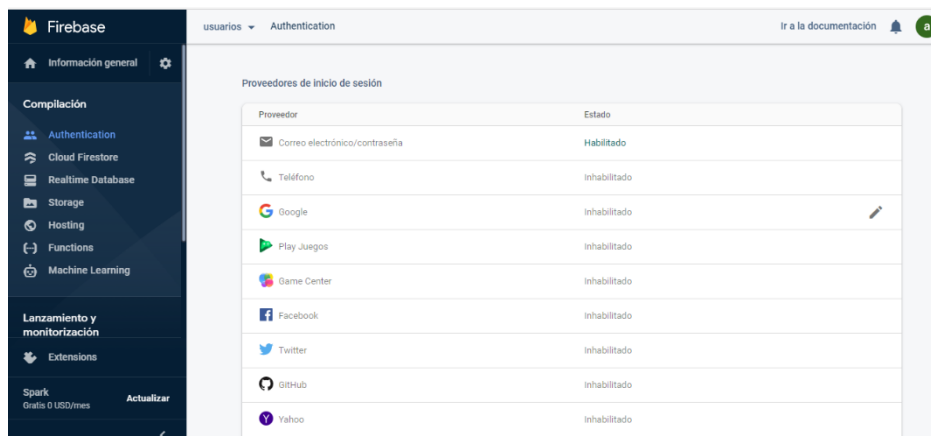 Firebase
usuarios
Authentication
Ir a la documentación
a
Información general
Compilación
Authentication
Cloud Firestore
Realtime Database
Storage
Hosting
Functions
Machine Learning
Lanzamiento y
monitorización
Extensions
Spark
Gratis 0 USD/mes
Actualizar
Proveedores de inicio de sesión
Proveedor Estado
Correo electrónico/contraseña Habilitado
Teléfono Inhabilitado
Google Inhabilitado
Play Juegos Inhabilitado
Game Center Inhabilitado
Facebook Inhabilitado
Twitter Inhabilitado
GitHub Inhabilitado
Yahoo Inhabilitado